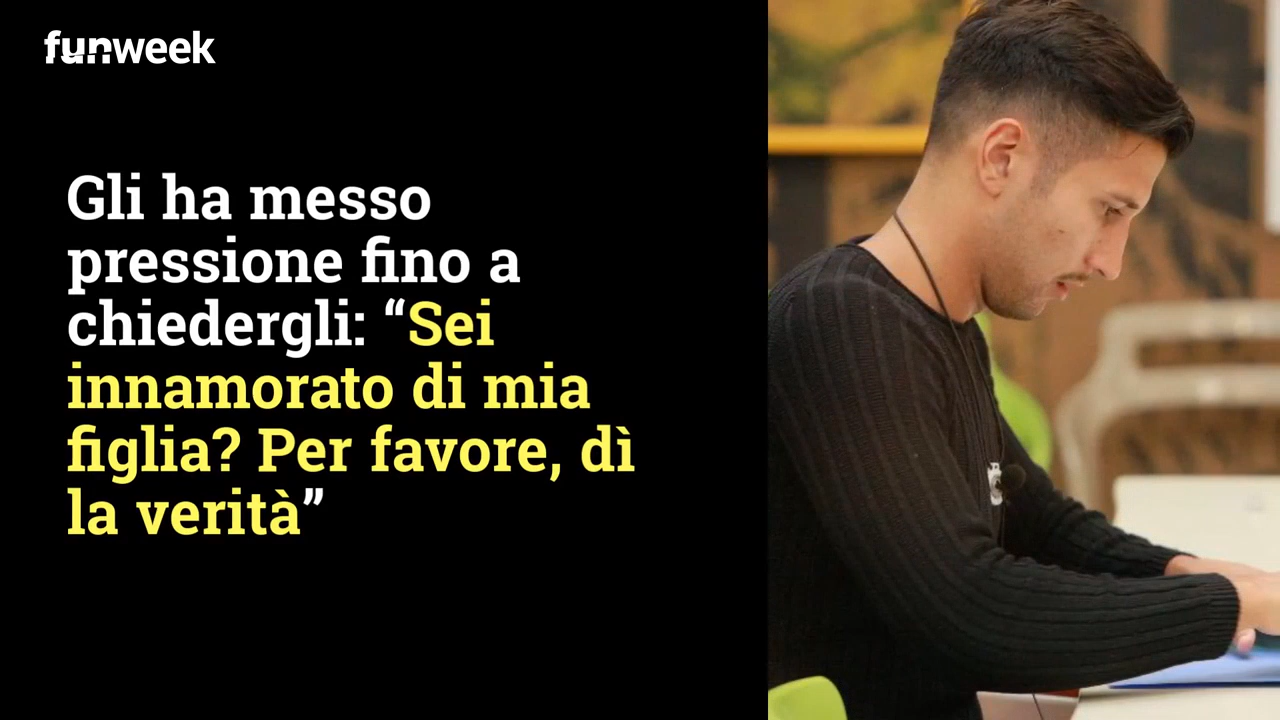 funweek
Gli ha messo
pressione fino a
chiedergli: “Sei
innamorato di mia
figlia? Per favore, dì
la verità”